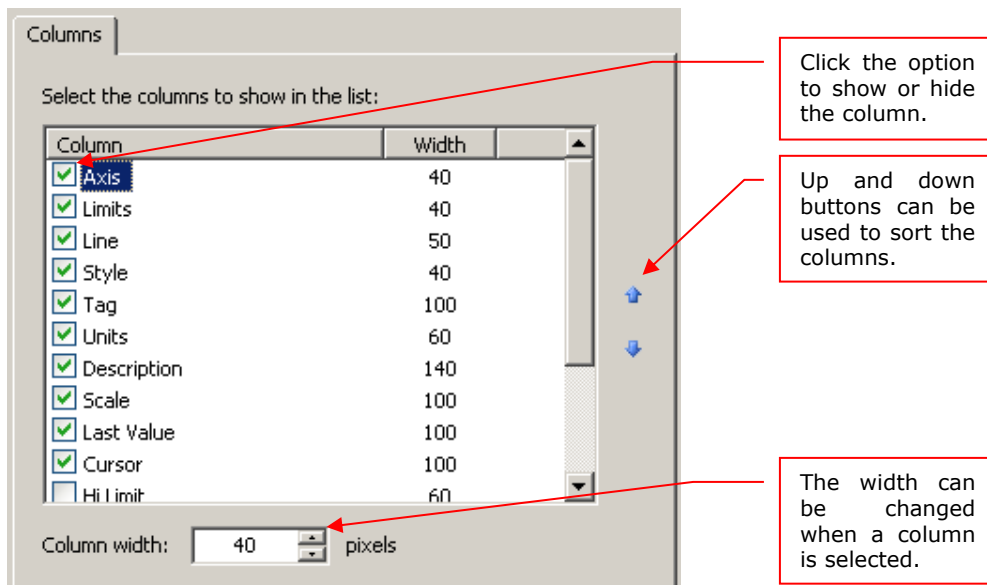 Columns
Select the columns to show in the list:
Column Width
Axis 40
Limits 40
Line 50
Style 40
Tag 100
Units 60
Description 140
Scale 100
Last Value 100
Cursor 100
Hi Limit 60
Column width: 40 pixels
Click the option
to show or hide
the column.
Up and down
buttons can be
used to sort the
columns.
The width can
be changed
when a column
is selected.